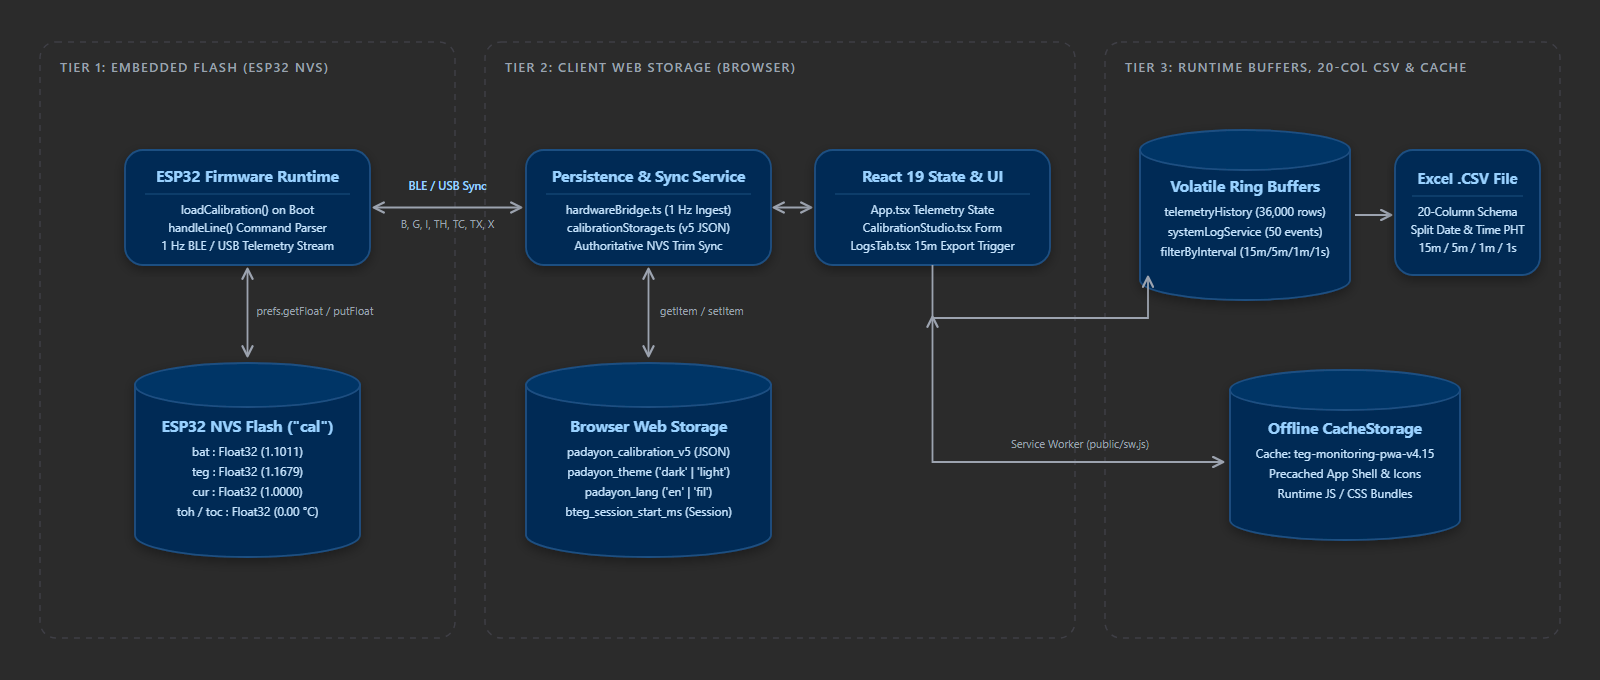 TIER 1: EMBEDDED FLASH (ESP32 NVS)
ESP32 Firmware Runtime
loadCalibration() on Boot
handleLine() Command Parser
1 Hz BLE / USB Telemetry Stream
BLE / USB Sync
B, G, I, TH, TC, TX, X
prefs.getFloat / putFloat
ESP32 NVS Flash ("cal")
bat : Float32 (1.1011)
teg : Float32 (1.1679)
cur : Float32 (1.0000)
toh / toc : Float32 (0.00 °C)
TIER 2: CLIENT WEB STORAGE (BROWSER)
Persistence & Sync Service
hardwareBridge.ts (1 Hz Ingest)
calibrationStorage.ts (v5 JSON)
Authoritative NVS Trim Sync
React 19 State & UI
App.tsx Telemetry State
CalibrationStudio.tsx Form
LogsTab.tsx 15m Export Trigger
getItem / setItem
Browser Web Storage
padayon_calibration_v5 (JSON)
padayon_theme ('dark' | 'light')
padayon_lang ('en' | 'fil')
bteg_session_start_ms (Session)
Service Worker (public/sw.js)
TIER 3: RUNTIME BUFFERS, 20-COL CSV & CACHE
Volatile Ring Buffers
telemetryHistory (36,000 rows)
systemLogService (50 events)
filterByInterval (15m/5m/1m/1s)
Excel .CSV File
20-Column Schema
Split Date & Time PHT
15m / 5m / 1m / 1s
Offline CacheStorage
Cache: teg-monitoring-pwa-v4.15
Precached App Shell & Icons
Runtime JS / CSS Bundles